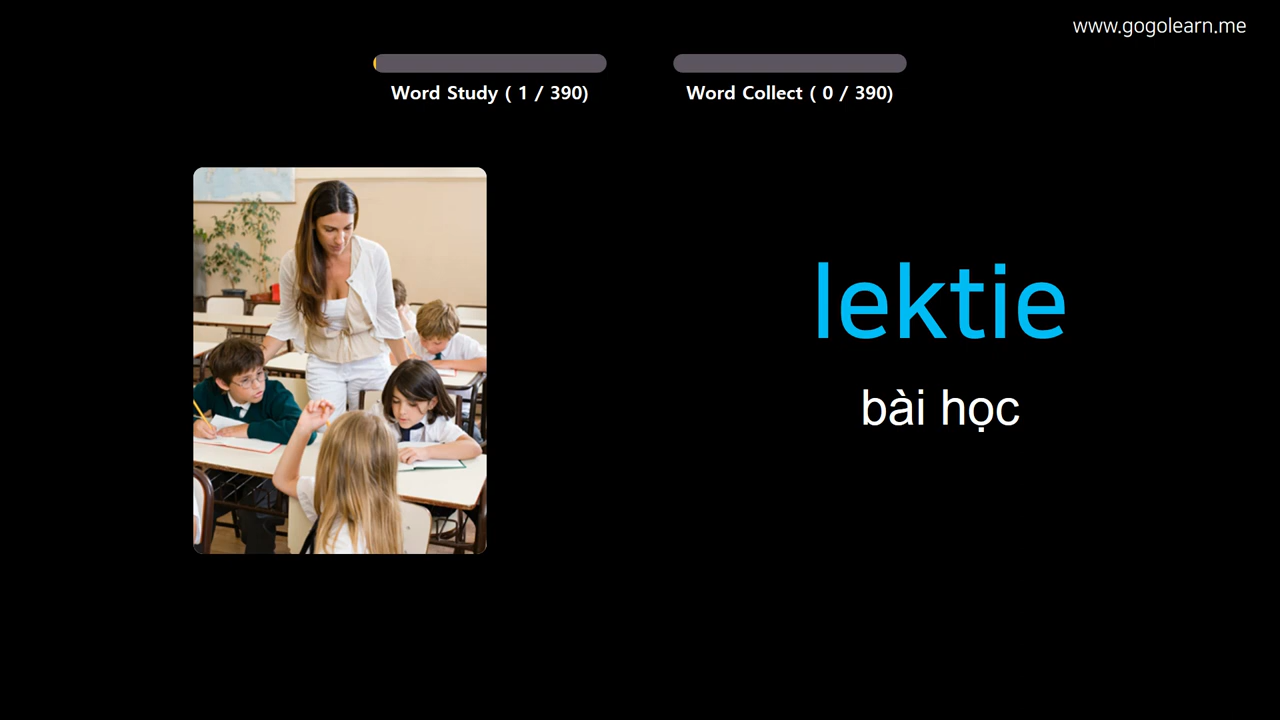 www.gogolearn.me
Word Study ( 1 / 390)
Word Collect ( 0 / 390)
lektie
bài học